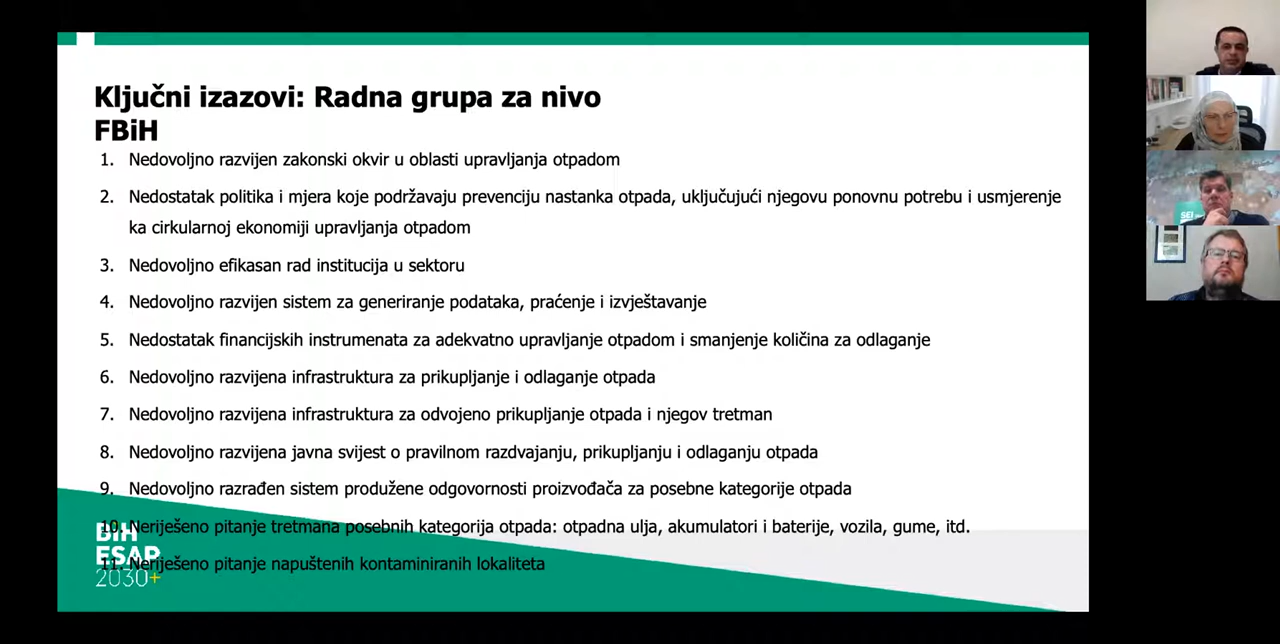 Ključni izazovi: Radna grupa za nivo
FBiH
1. Nedovoljno razvijen zakonski okvir u oblasti upravljanja otpadom
2. Nedostatak politika i mjera koje podržavaju prevenciju nastanka otpada, uključujući njegovu ponovnu potrebu i usmjerenje
ka cirkularnoj ekonomiji upravljanja otpadom
3. Nedovoljno efikasan rad institucija u sektoru
4. Nedovoljno razvijen sistem za generiranje podataka, praćenje i izvještavanje
5. Nedostatak financijskih instrumenata za adekvatno upravljanje otpadom i smanjenje količina za odlaganje
6. Nedovoljno razvijena infrastruktura za prikupljanje i odlaganje otpada
7. Nedovoljno razvijena infrastruktura za odvojeno prikupljanje otpada i njegov tretman
8. Nedovoljno razvijena javna svijest o pravilnom razdvajanju, prikupljanju i odlaganju otpada
9. Nedovoljno razrađen sistem produžene odgovornosti proizvođača za posebne kategorije otpada
10. Neriješeno pitanje tretmana posebnih kategorija otpada: otpadna ulja, akumulatori i baterije, vozila, gume, itd.
11. Neriješeno pitanje napuštenih kontaminiranih lokaliteta
BiH
ESAP
2030+
SEI